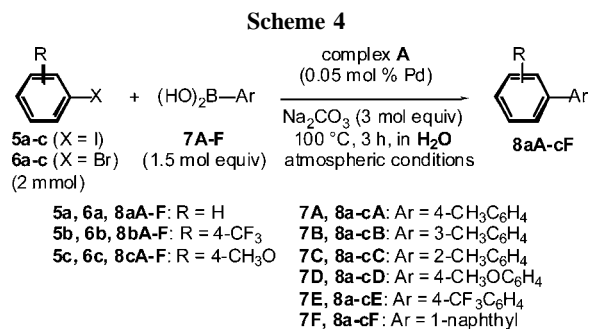 Scheme 4
R
X
5a-c (X = I)
6a-c (X = Br)
(2 mmol)
+
(HO)₂B—Ar
7A-F
(1.5 mol equiv)
complex A
(0.05 mol % Pd)
Na₂CO₃ (3 mol equiv)
100 °C, 3 h, in H₂O
atmospheric conditions
R
Ar
8aA-cF
5a, 6a, 8aA-F: R = H
5b, 6b, 8bA-F: R = 4-CF₃
5c, 6c, 8cA-F: R = 4-CH₃O
7A, 8a-cA: Ar = 4-CH₃C₆H₄
7B, 8a-cB: Ar = 3-CH₃C₆H₄
7C, 8a-cC: Ar = 2-CH₃C₆H₄
7D, 8a-cD: Ar = 4-CH₃OC₆H₄
7E, 8a-cE: Ar = 4-CF₃C₆H₄
7F, 8a-cF: Ar = 1-naphthyl